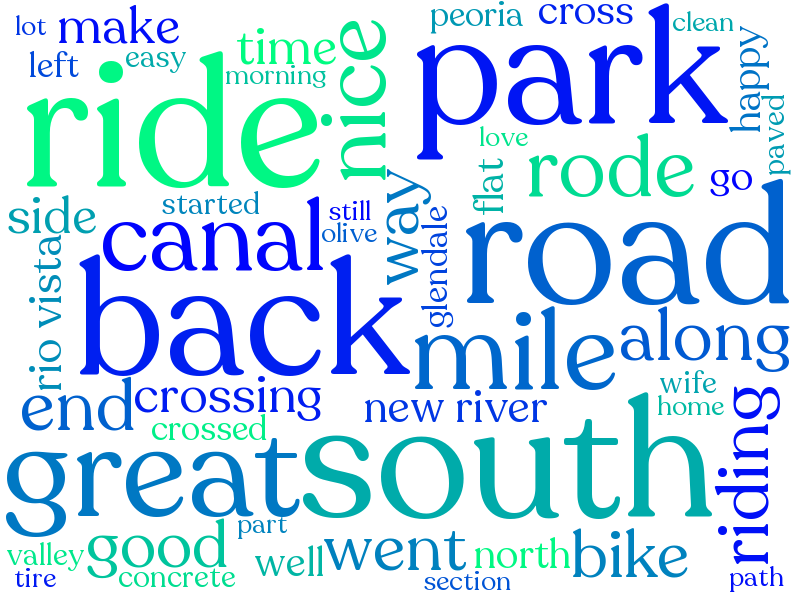 lot
make
left
easy
time
morning
nice
ride
peoria
cross
clean
park
happy
paved
love
flat
rode
go
side
started
still
olive
way
canal
glendale
road
rio vista
back
mile
along
end
crossing
crossed
new river
wife
home
riding
great
south
part
valley
good
tire
concrete
well
went
north
bike
section
path